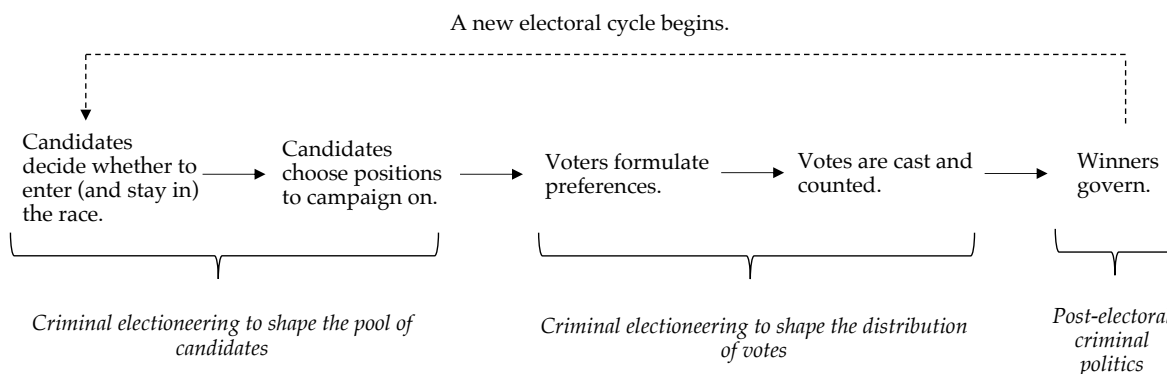 A new electoral cycle begins.
Candidates
decide whether to
enter (and stay in)
the race.
Candidates
choose positions
to campaign on.
Voters formulate
preferences.
Votes are cast and
counted.
Winners
govern.
Criminal electioneering to shape the pool of
candidates
Criminal electioneering to shape the distribution
of votes
Post-electoral
criminal
politics